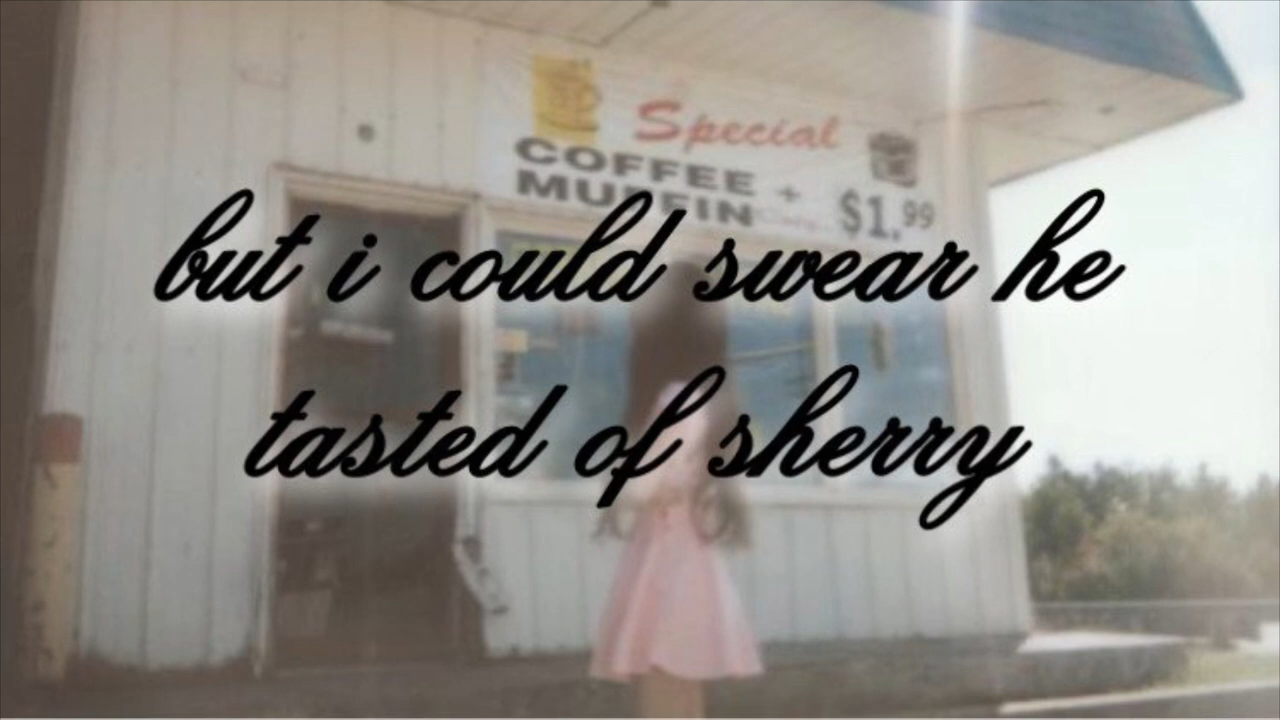 Special
COFFEE +
MUFFIN
$1.99
but i could swear he
tasted of sherry